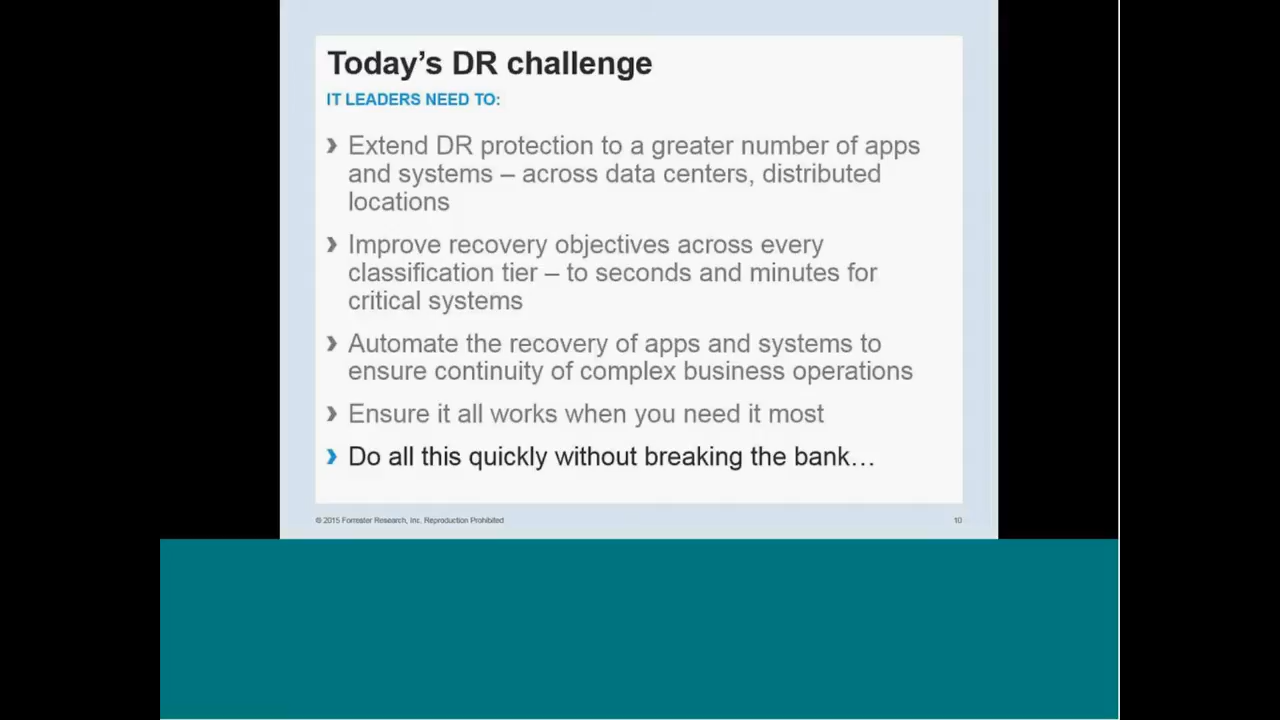 Today’s DR challenge
IT LEADERS NEED TO:
› Extend DR protection to a greater number of apps
and systems – across data centers, distributed
locations
› Improve recovery objectives across every
classification tier – to seconds and minutes for
critical systems
› Automate the recovery of apps and systems to
ensure continuity of complex business operations
› Ensure it all works when you need it most
› Do all this quickly without breaking the bank…
© 2015 Forrester Research, Inc. Reproduction Prohibited
10